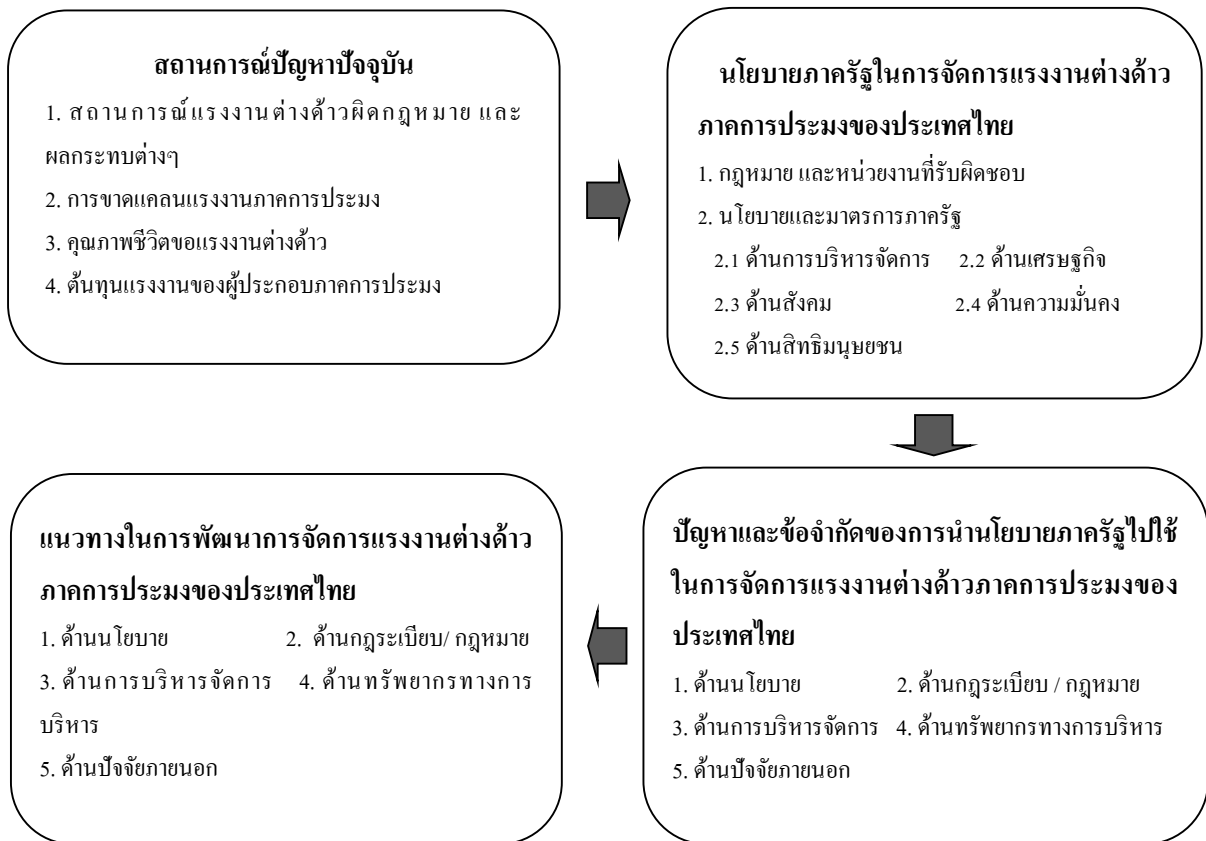 สถานการณ์ปัญหาปัจจุบัน
1. สถานการณ์แรงงานต่างด้าวผิดกฎหมาย และ
ผลกระทบต่างๆ
2. การขาดแคลนแรงงานภาคการประมง
3. คุณภาพชีวิตขอแรงงานต่างด้าว
4. ต้นทุนแรงงานของผู้ประกอบภาคการประมง
นโยบายภาครัฐในการจัดการแรงงานต่างด้าว
ภาคการประมงของประเทศไทย
1. กฎหมาย และหน่วยงานที่รับผิดชอบ
2. นโยบายและมาตรการภาครัฐ
2.1 ด้านการบริหารจัดการ 2.2 ด้านเศรษฐกิจ
2.3 ด้านสังคม 2.4 ด้านความมั่นคง
2.5 ด้านสิทธิมนุษยชน
ปัญหาและข้อจำกัดของการนำนโยบายภาครัฐไปใช้
ในการจัดการแรงงานต่างด้าวภาคการประมงของ
ประเทศไทย
1. ด้านนโยบาย 2. ด้านกฎระเบียบ / กฎหมาย
3. ด้านการบริหารจัดการ 4. ด้านทรัพยากรทางการบริหาร
5. ด้านปัจจัยภายนอก
แนวทางในการพัฒนาการจัดการแรงงานต่างด้าว
ภาคการประมงของประเทศไทย
1. ด้านนโยบาย 2. ด้านกฎระเบียบ/ กฎหมาย
3. ด้านการบริหารจัดการ 4. ด้านทรัพยากรทางการ
บริหาร
5. ด้านปัจจัยภายนอก